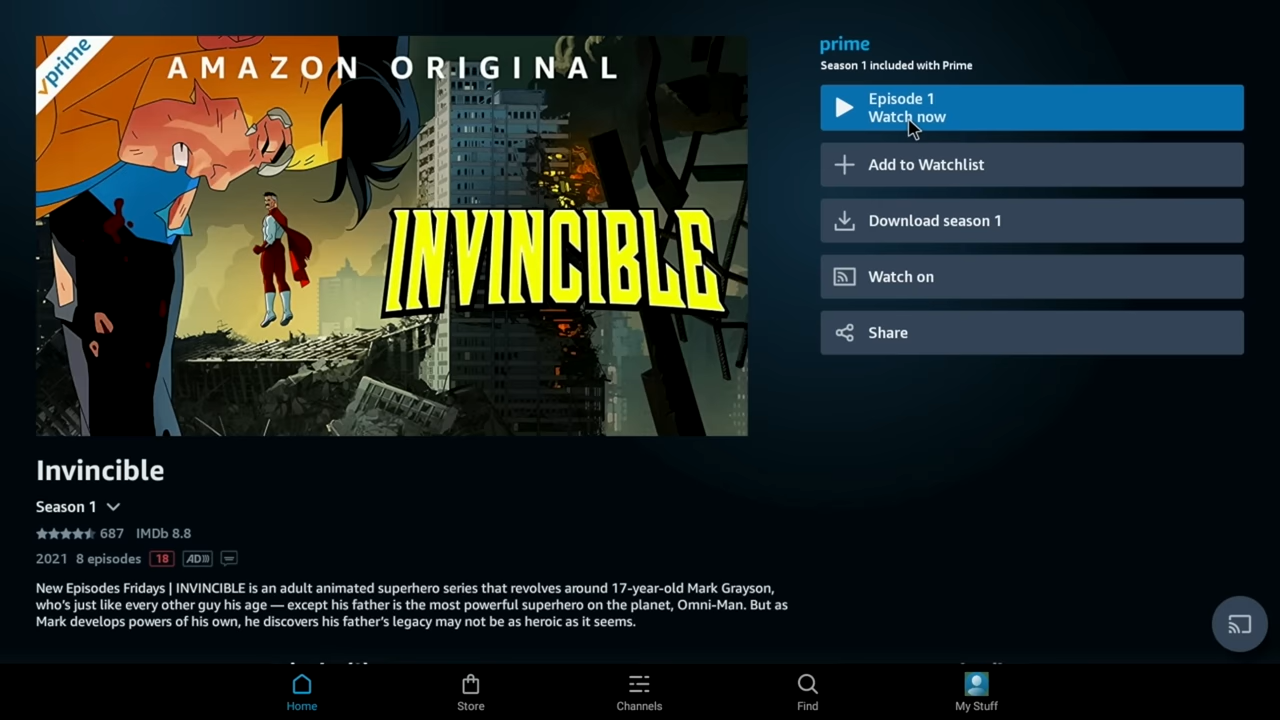 prime
AMAZON ORIGINAL
INVINCIBLE
prime
Season 1 included with Prime
Episode 1
Watch now
Add to Watchlist
Download season 1
Watch on
Share
Invincible
Season 1
687 IMDb 8.8
2021 8 episodes 18 AD
New Episodes Fridays | INVINCIBLE is an adult animated superhero series that revolves around 17-year-old Mark Grayson,
who's just like every other guy his age — except his father is the most powerful superhero on the planet, Omni-Man. But as
Mark develops powers of his own, he discovers his father's legacy may not be as heroic as it seems.
Home
Store
Channels
Find
My Stuff